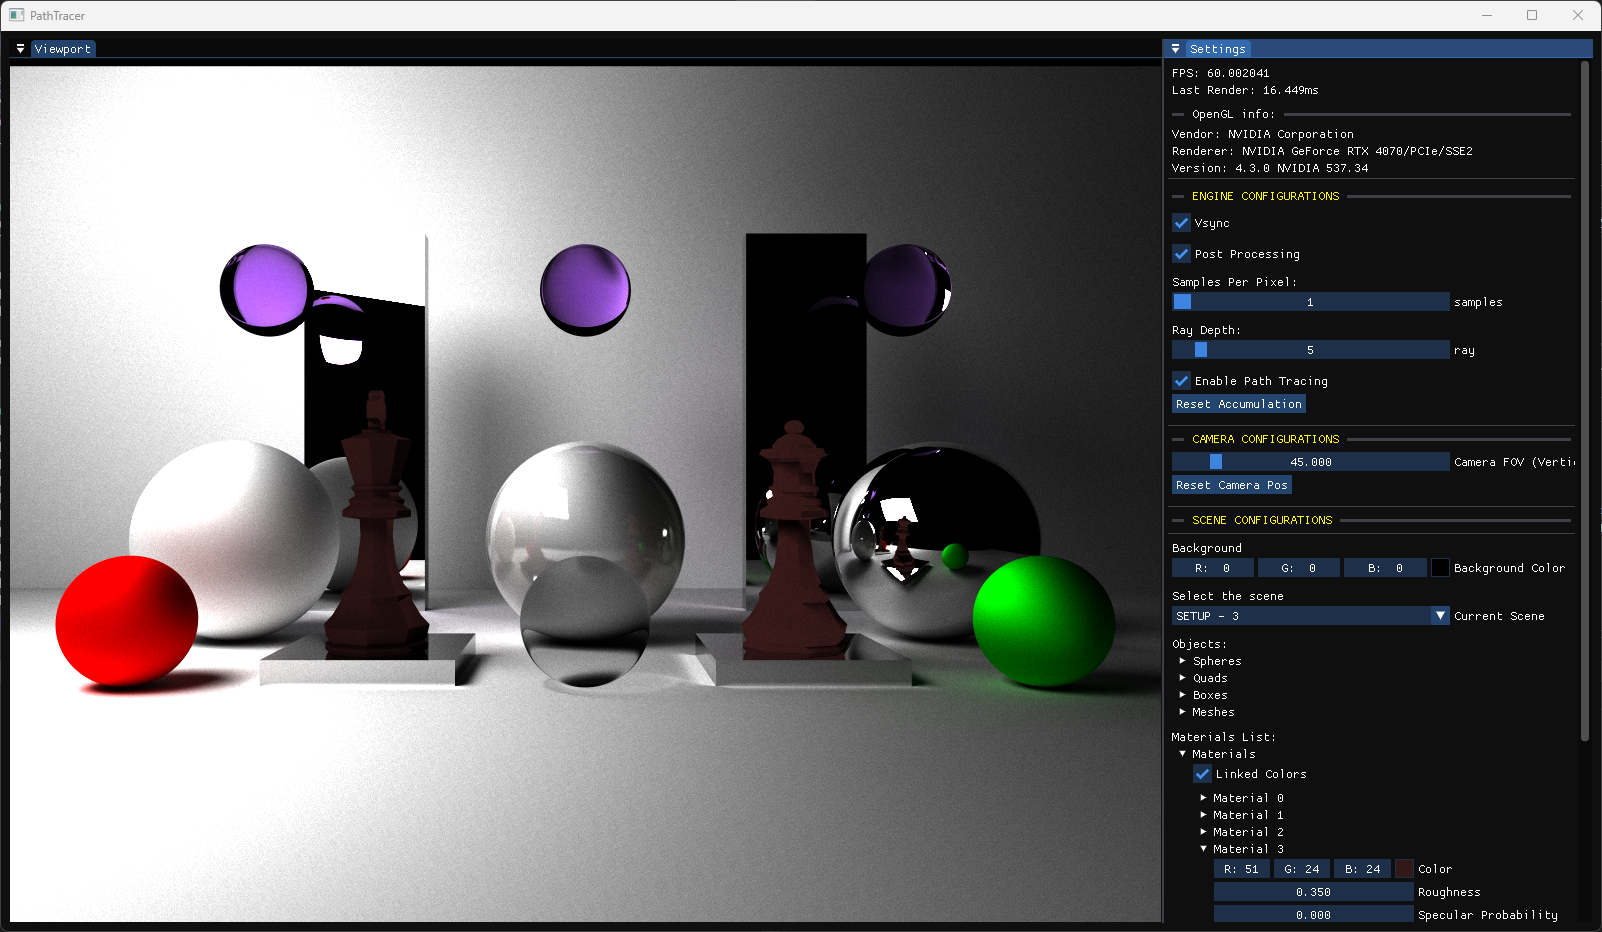 PathTracer
Viewport
Settings
FPS: 60.002041
Last Render: 16.449ms
OpenGL info:
Vendor: NVIDIA Corporation
Renderer: NVIDIA GeForce RTX 4070/PCIe/SSE2
Version: 4.3.0 NVIDIA 537.34
ENGINE CONFIGURATIONS
Vsync
Post Processing
Samples Per Pixel:
1 samples
Ray Depth:
5 ray
Enable Path Tracing
Reset Accumulation
CAMERA CONFIGURATIONS
45.000 Camera FOV (Verti
Reset Camera Pos
SCENE CONFIGURATIONS
Background
R: 0 G: 0 B: 0 Background Color
Select the scene
SETUP - 3 Current Scene
Objects:
Spheres
Quads
Boxes
Meshes
Materials List:
Materials
Linked Colors
Material 0
Material 1
Material 2
Material 3
R: 51 G: 24 B: 24 Color
0.350 Roughness
0.000 Specular Probability